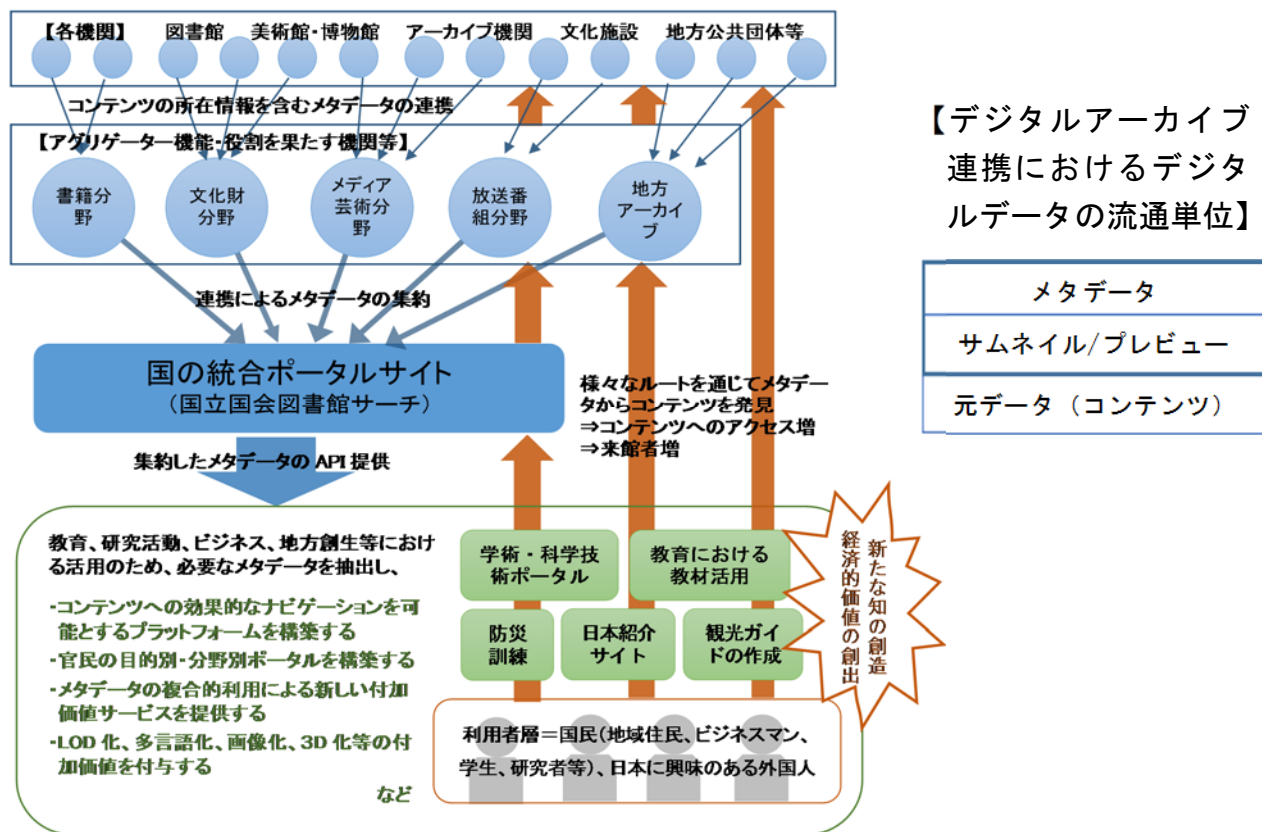 【各機関】 図書館 美術館・博物館 アーカイブ機関 文化施設 地方公共団体等
コンテンツの所在情報を含むメタデータの連携
【アグリゲーター機能・役割を果たす機関等】
書籍分
野
文化財
分野
メディア
芸術分
野
放送番
組分野
地方
アーカイ
ブ
連携によるメタデータの集約
国の統合ポータルサイト
（国立国会図書館サーチ）
様々なルートを通じてメタデー
タからコンテンツを発見
⇒コンテンツへのアクセス増
⇒来館者増
集約したメタデータの API 提供
教育、研究活動、ビジネス、地方創生等におけ
る活用のため、必要なメタデータを抽出し、
・コンテンツへの効果的なナビゲーションを可
能とするプラットフォームを構築する
・官民の目的別・分野別ポータルを構築する
・メタデータの複合的利用による新しい付加
価値サービスを提供する
・LOD 化、多言語化、画像化、3D 化等の付
加価値を付与する
など
学術・科学技
術ポータル
教育における
教材活用
防災
訓練
日本紹介
サイト
観光ガイ
ドの作成
新たな知の創造
経済的価値の創出
利用者層＝国民（地域住民、ビジネスマン、
学生、研究者等）、日本に興味のある外国人
【デジタルアーカイブ
連携におけるデジタ
ルデータの流通単位】
メタデータ
サムネイル/プレビュー
元データ（コンテンツ）